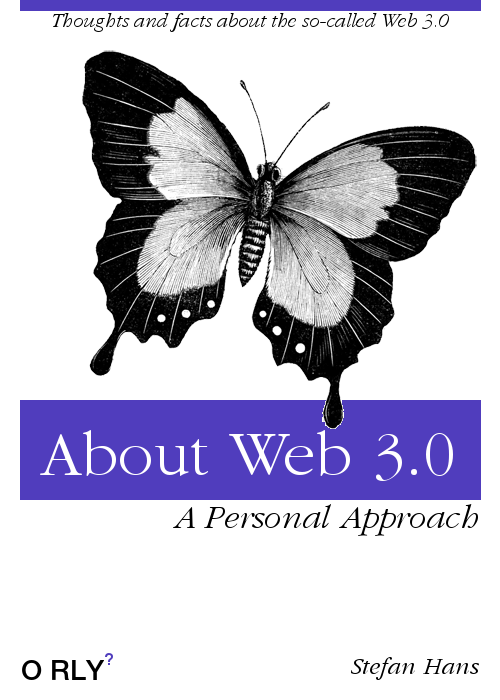 Thoughts and facts about the so-called Web 3.0
About Web 3.0
A Personal Approach
O RLY?
Stefan Hans